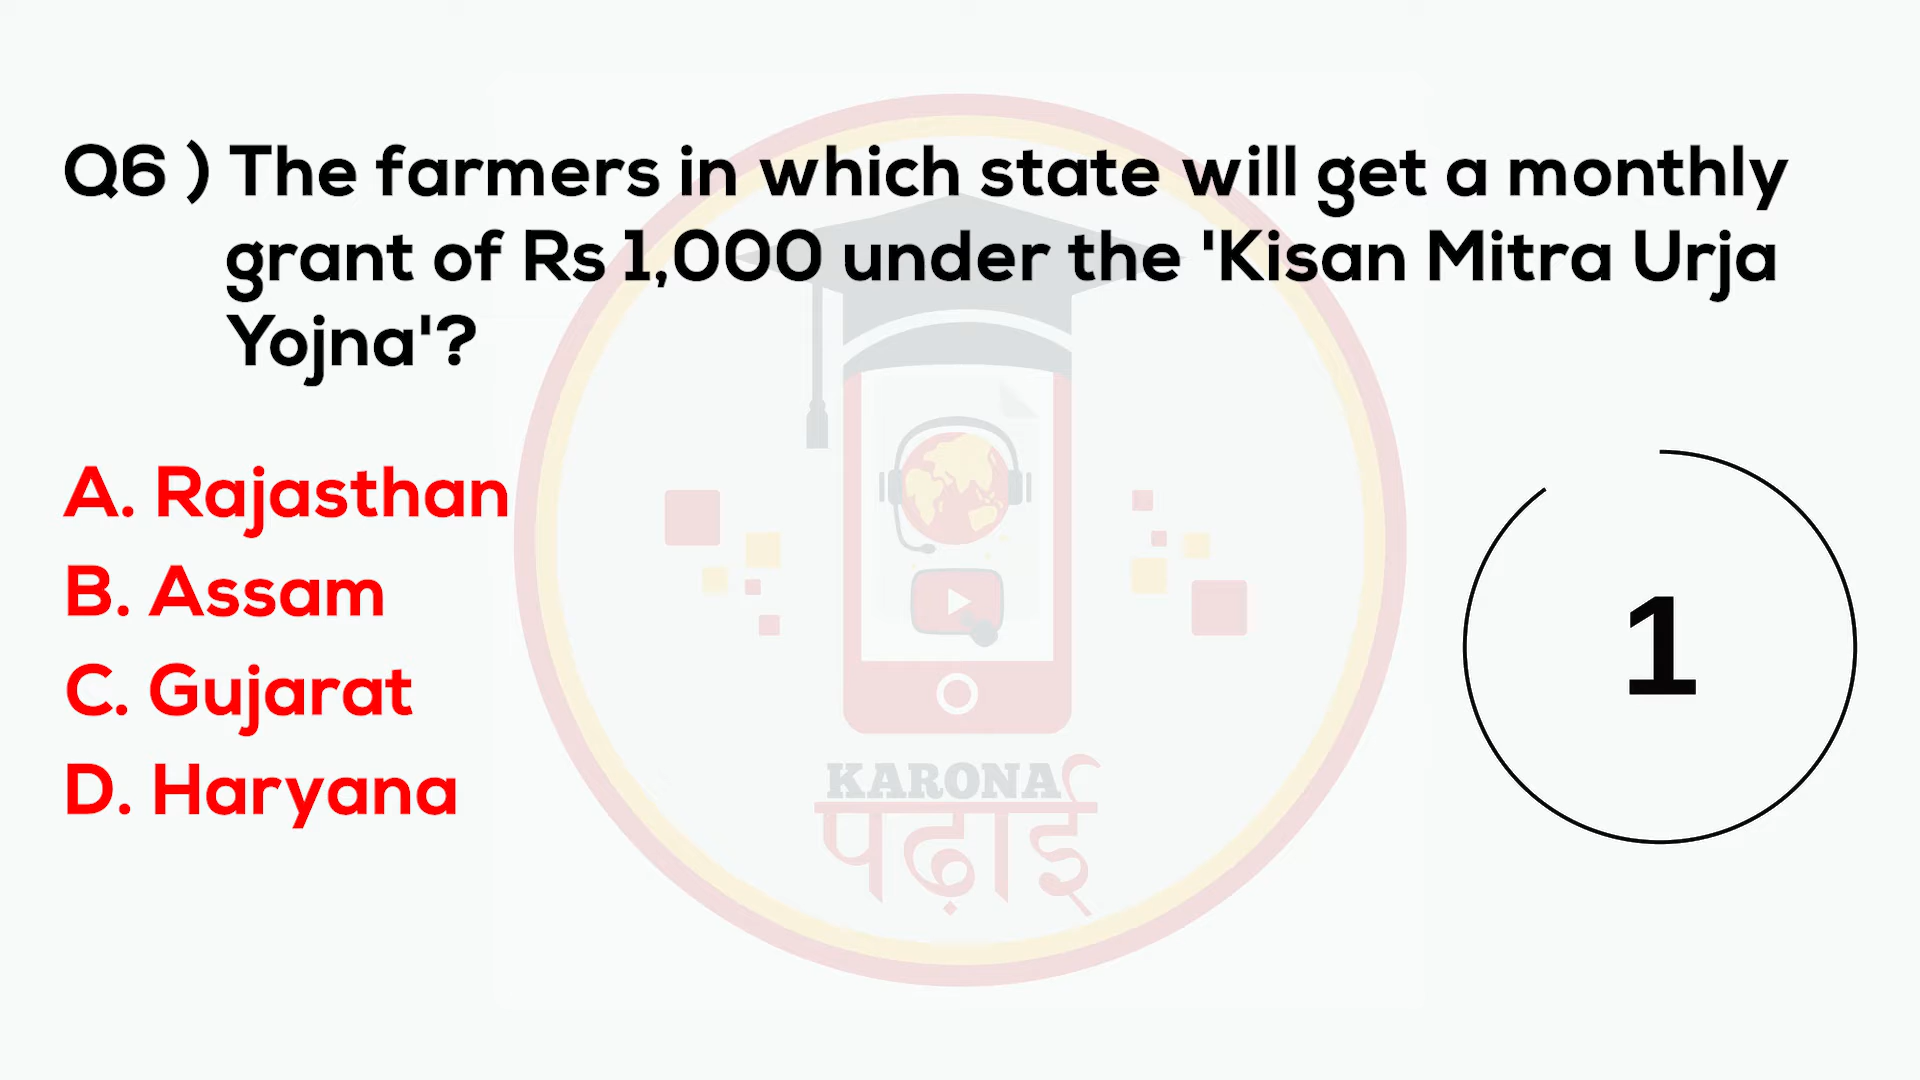 Q6 ) The farmers in which state will get a monthly
grant of Rs 1,000 under the 'Kisan Mitra Urja
Yojna'?
A. Rajasthan
B. Assam
C. Gujarat
D. Haryana
1
KARONA
पढ़ाई